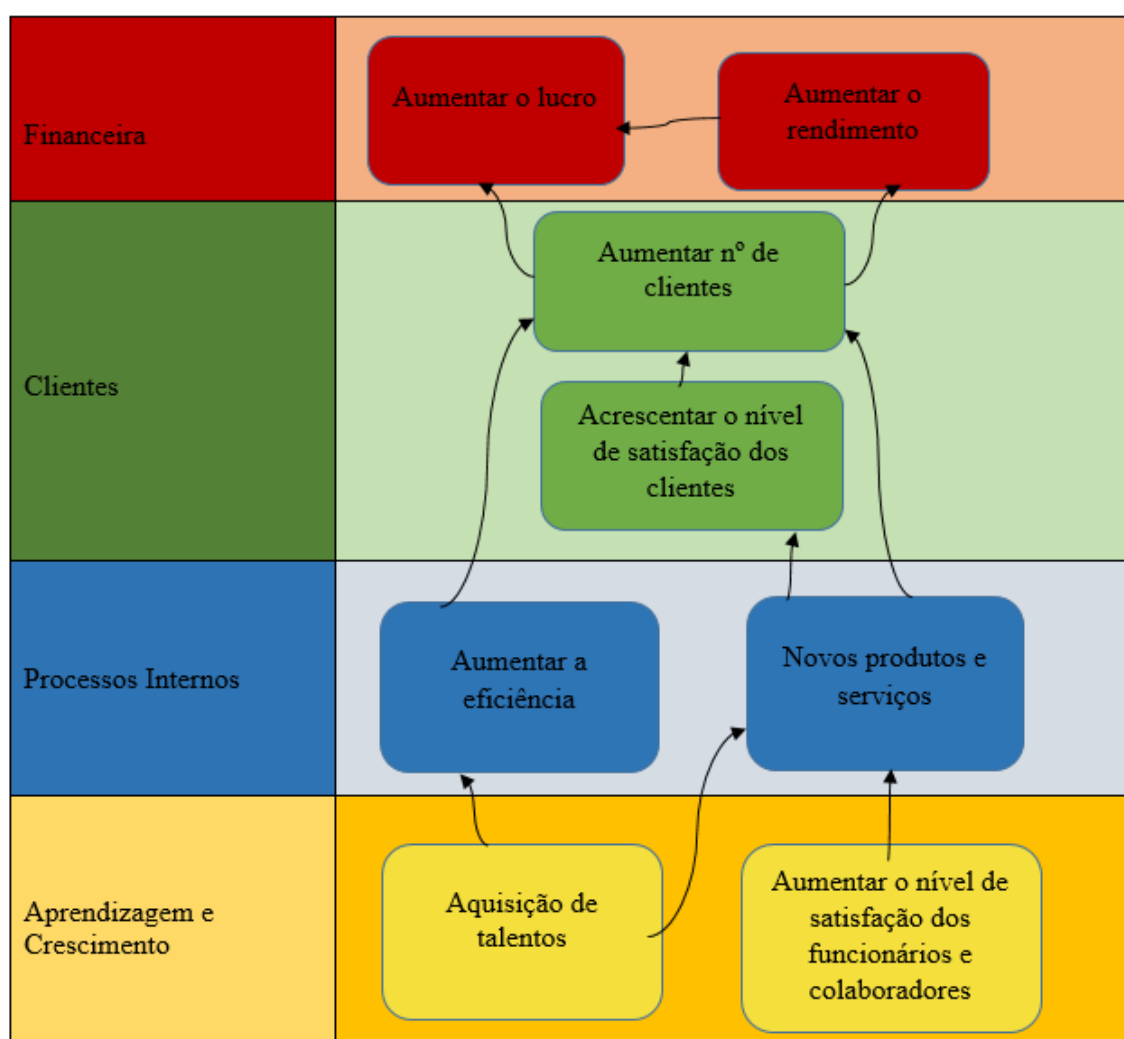 Financeira
Aumentar o lucro
Aumentar o
rendimento
Clientes
Aumentar nº de
clientes
Acrescentar o nível
de satisfação dos
clientes
Processos Internos
Aumentar a
eficiência
Novos produtos e
serviços
Aprendizagem e
Crescimento
Aquisição de
talentos
Aumentar o nível de
satisfação dos
funcionários e
colaboradores